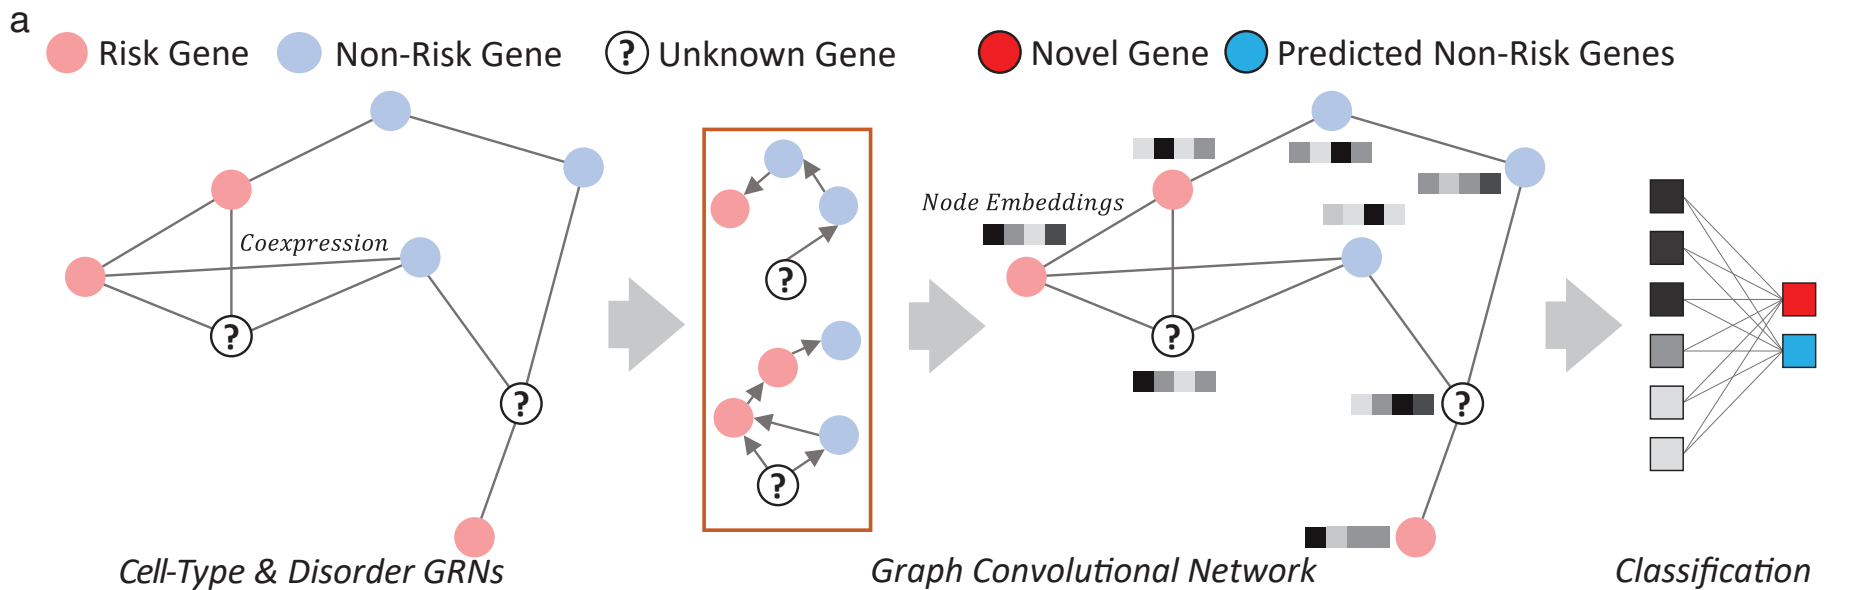 a
Risk Gene Non-Risk Gene ? Unknown Gene Novel Gene Predicted Non-Risk Genes
Node Embeddings
Coexpression
?
?
?
?
?
?
Cell-Type & Disorder GRNs Graph Convolutional Network Classification